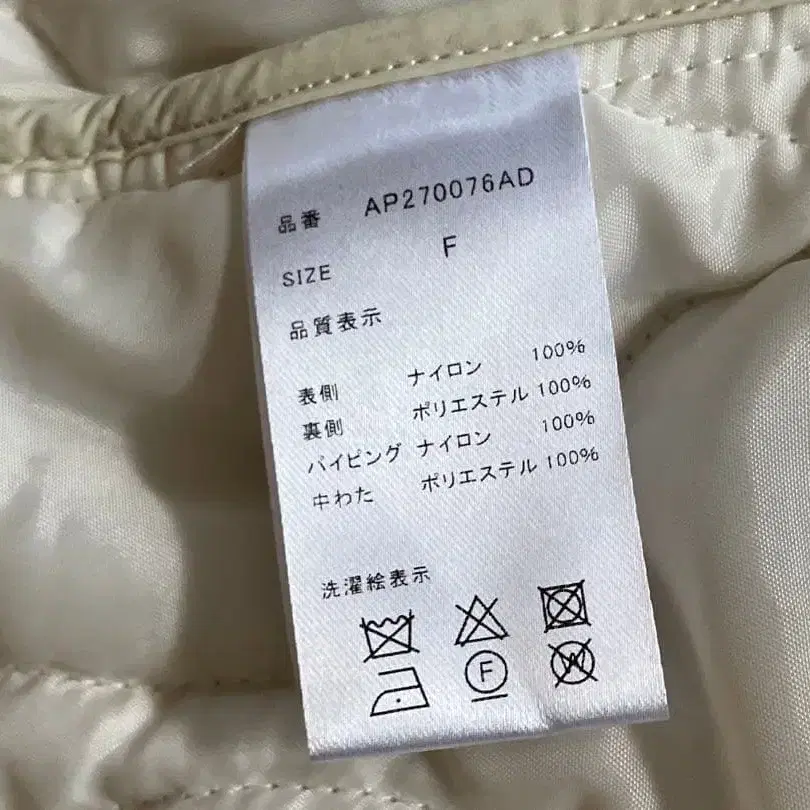 品番 AP270076AD
SIZE F
品質表示
表側 ナイロン 100%
裏側 ポリエステル 100%
パイピング ナイロン 100%
中わた ポリエステル 100%
洗濯絵表示
F W